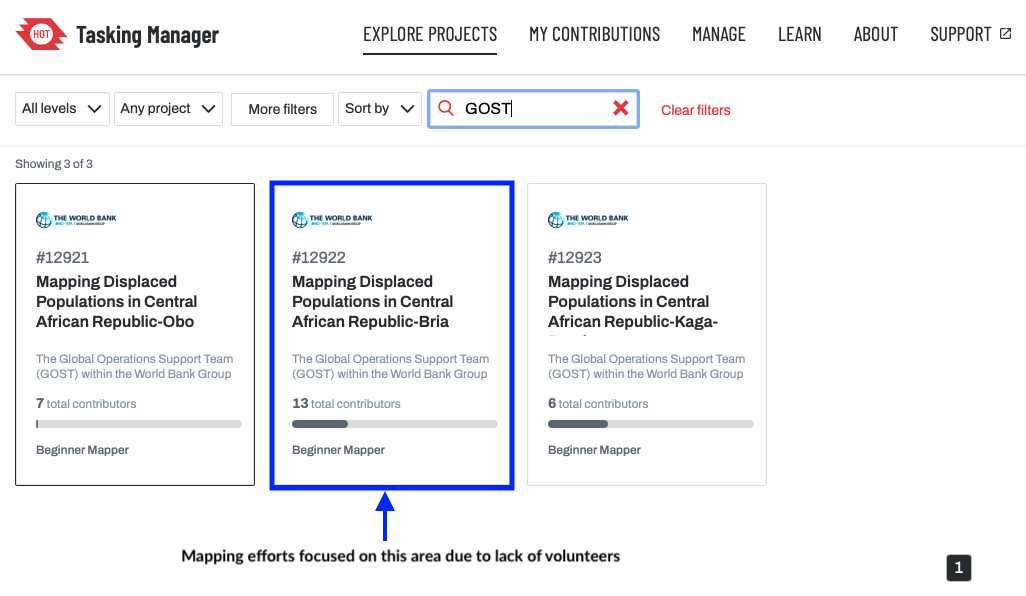 HOT Tasking Manager
EXPLORE PROJECTS MY CONTRIBUTIONS MANAGE LEARN ABOUT SUPPORT
All levels Any project More filters Sort by GOST Clear filters
Showing 3 of 3
THE WORLD BANK
#12921
Mapping Displaced
Populations in Central
African Republic-Obo
The Global Operations Support Team
(GOST) within the World Bank Group
7 total contributors
Beginner Mapper
THE WORLD BANK
#12922
Mapping Displaced
Populations in Central
African Republic-Bria
The Global Operations Support Team
(GOST) within the World Bank Group
13 total contributors
Beginner Mapper
THE WORLD BANK
#12923
Mapping Displaced
Populations in Central
African Republic-Kaga-
The Global Operations Support Team
(GOST) within the World Bank Group
6 total contributors
Beginner Mapper
Mapping efforts focused on this area due to lack of volunteers
1